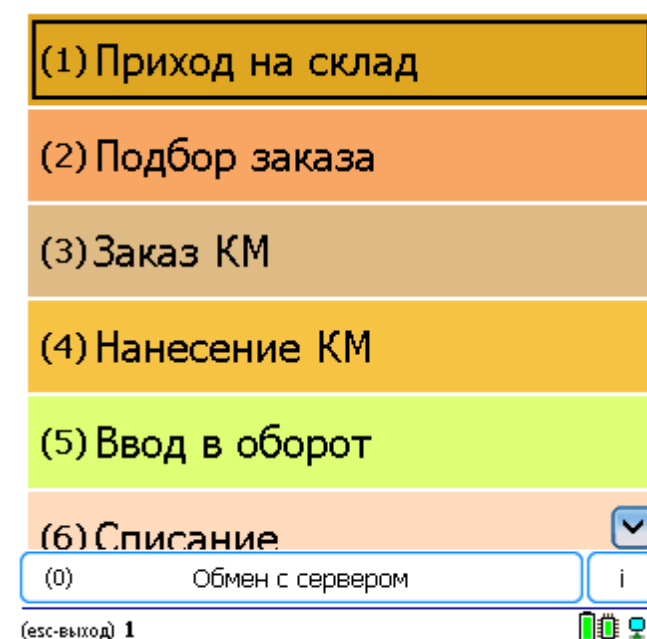 (1) Приход на склад
(2) Подбор заказа
(3) Заказ КМ
(4) Нанесение КМ
(5) Ввод в оборот
(6) Списание
(0) Обмен с сервером i
(esc-выход) 1